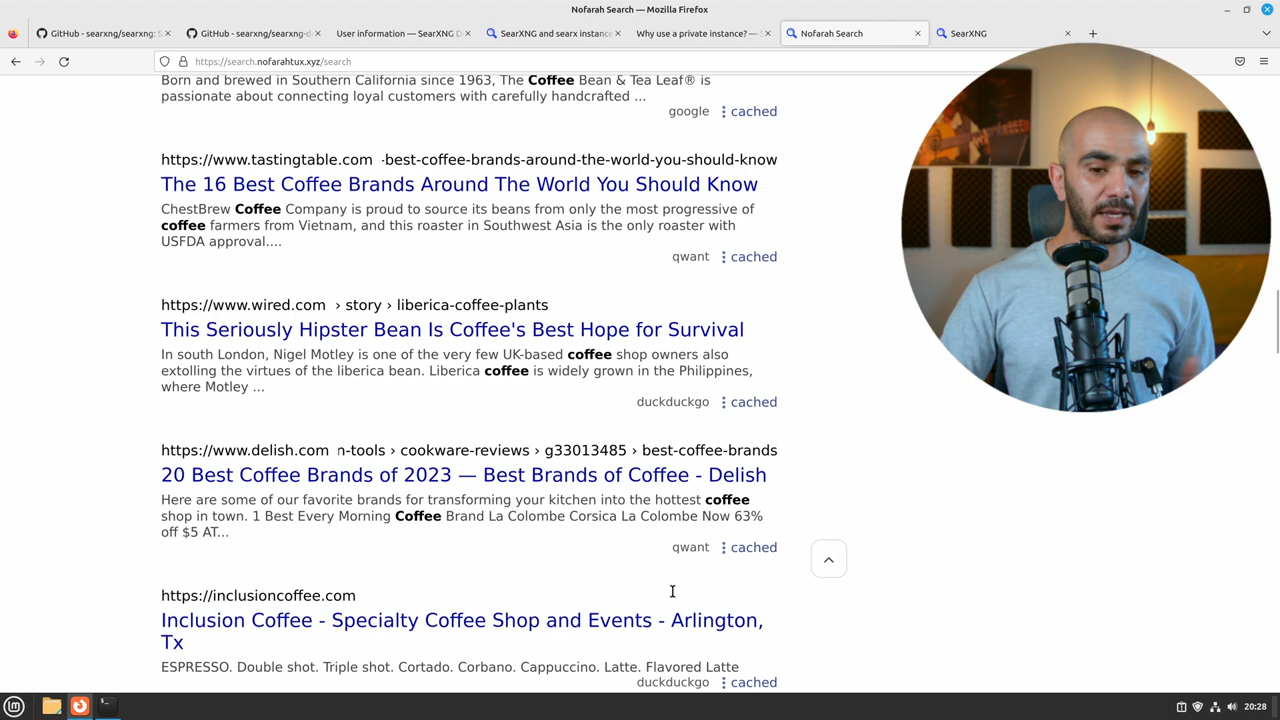 Nofarah Search — Mozilla Firefox
GitHub - searxng/searxng: S
GitHub - searxng/searxng-d
User information — SearXNG D
SearXNG and searx instance
Why use a private instance? —
Nofarah Search
SearXNG
https://search.nofarahtux.xyz/search
Born and brewed in Southern California since 1963, The Coffee Bean & Tea Leaf® is
passionate about connecting loyal customers with carefully handcrafted ...
google cached
https://www.tastingtable.com -best-coffee-brands-around-the-world-you-should-know
The 16 Best Coffee Brands Around The World You Should Know
ChestBrew Coffee Company is proud to source its beans from only the most progressive of
coffee farmers from Vietnam, and this roaster in Southwest Asia is the only roaster with
USFDA approval....
qwant cached
https://www.wired.com › story › liberica-coffee-plants
This Seriously Hipster Bean Is Coffee's Best Hope for Survival
In south London, Nigel Motley is one of the very few UK-based coffee shop owners also
extolling the virtues of the liberica bean. Liberica coffee is widely grown in the Philippines,
where Motley ...
duckduckgo cached
https://www.delish.com n-tools › cookware-reviews › g33013485 › best-coffee-brands
20 Best Coffee Brands of 2023 — Best Brands of Coffee - Delish
Here are some of our favorite brands for transforming your kitchen into the hottest coffee
shop in town. 1 Best Every Morning Coffee Brand La Colombe Corsica La Colombe Now 63%
off $5 AT...
qwant cached
https://inclusioncoffee.com
Inclusion Coffee - Specialty Coffee Shop and Events - Arlington,
Tx
ESPRESSO. Double shot. Triple shot. Cortado. Corbano. Cappuccino. Latte. Flavored Latte
duckduckgo cached
20:28